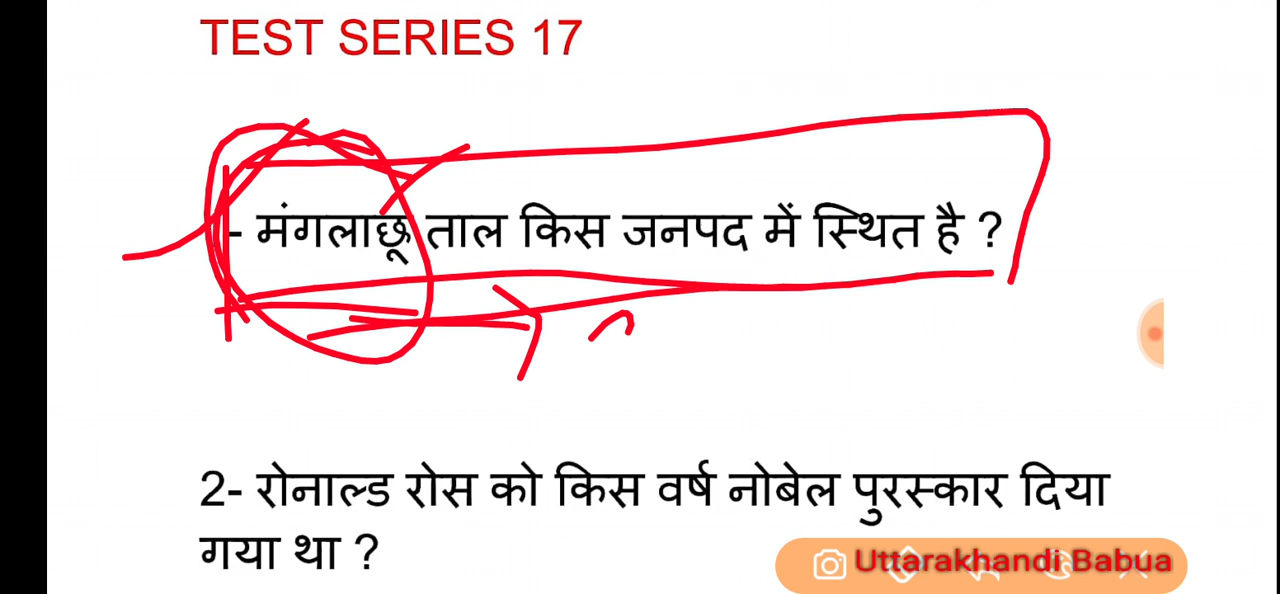 TEST SERIES 17
- मंगलाछू ताल किस जनपद में स्थित है ?
2- रोनाल्ड रोस को किस वर्ष नोबेल पुरस्कार दिया
गया था ?
Uttarakhandi Babua